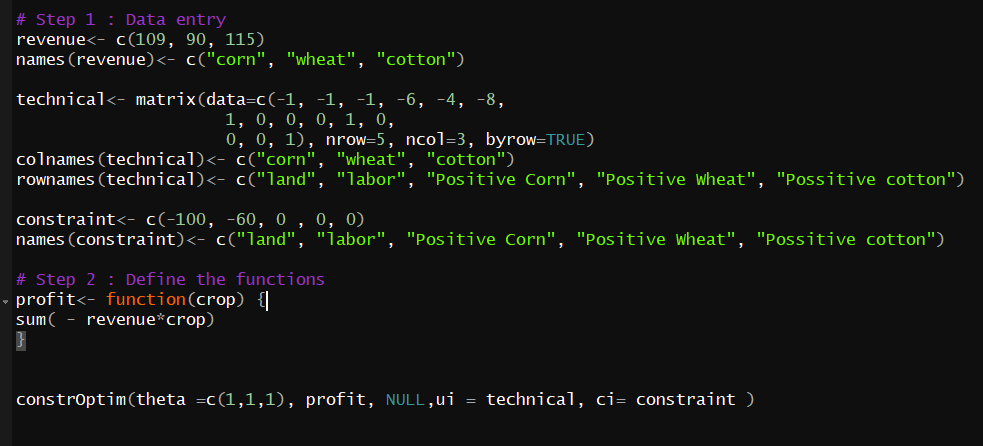 # Step 1 : Data entry
revenue<- c(109, 90, 115)
names(revenue)<- c("corn", "wheat", "cotton")
technical<- matrix(data=c(-1, -1, -1, -6, -4, -8,
1, 0, 0, 0, 1, 0,
0, 0, 1), nrow=5, ncol=3, byrow=TRUE)
colnames(technical)<- c("corn", "wheat", "cotton")
rownames(technical)<- c("land", "labor", "Positive Corn", "Positive Wheat", "Possitive cotton")
constraint<- c(-100, -60, 0 , 0, 0)
names(constraint)<- c("land", "labor", "Positive Corn", "Positive Wheat", "Possitive cotton")
# Step 2 : Define the functions
profit<- function(crop) {
sum( - revenue*crop)
}
constrOptim(theta =c(1,1,1), profit, NULL,ui = technical, ci= constraint )